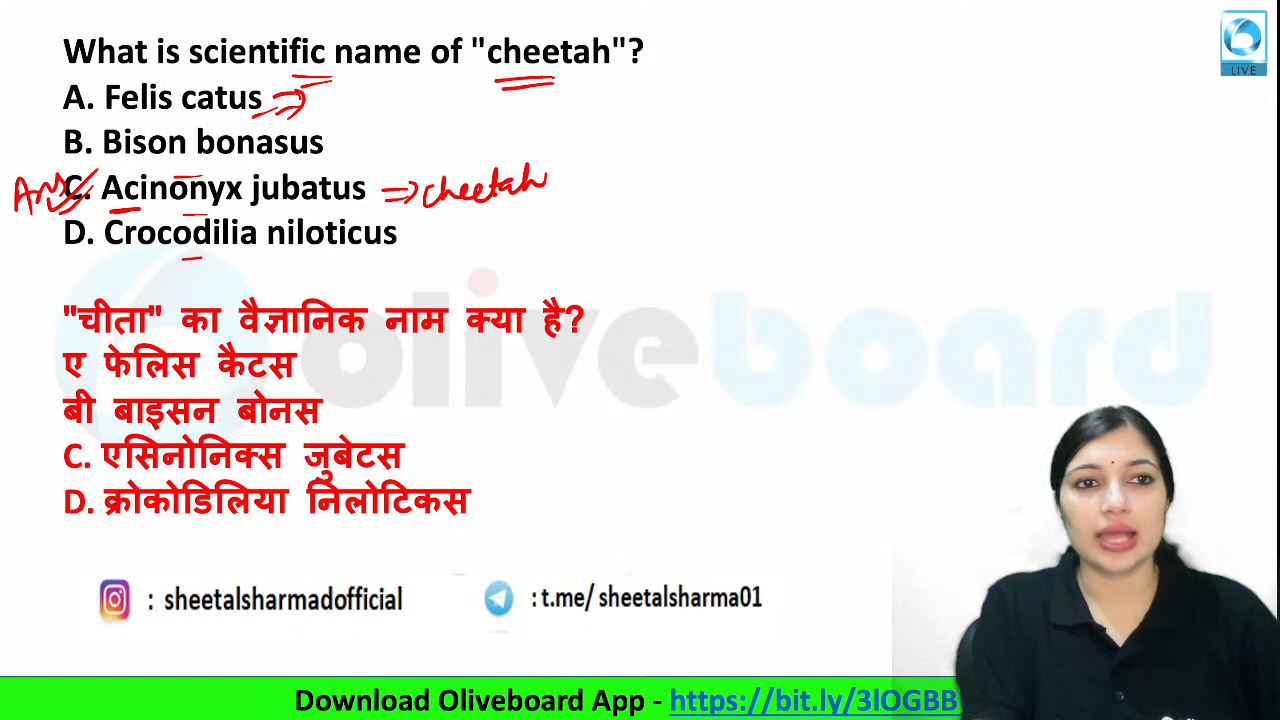 What is scientific name of "cheetah"?
A. Felis catus
B. Bison bonasus
Ans C. Acinonyx jubatus ⇒ cheetah
D. Crocodilia niloticus
"चीता" का वैज्ञानिक नाम क्या है?
ए फेलिस कैटस
बी बाइसन बोनस
C. एसिनोनिक्स जुबेटस
D. क्रोकोडिलिया निलोटिकस
oliveboard
: sheetalsharmadofficial
: t.me/ sheetalsharma01
Download Oliveboard App - https://bit.ly/3lOGBB
LIVE